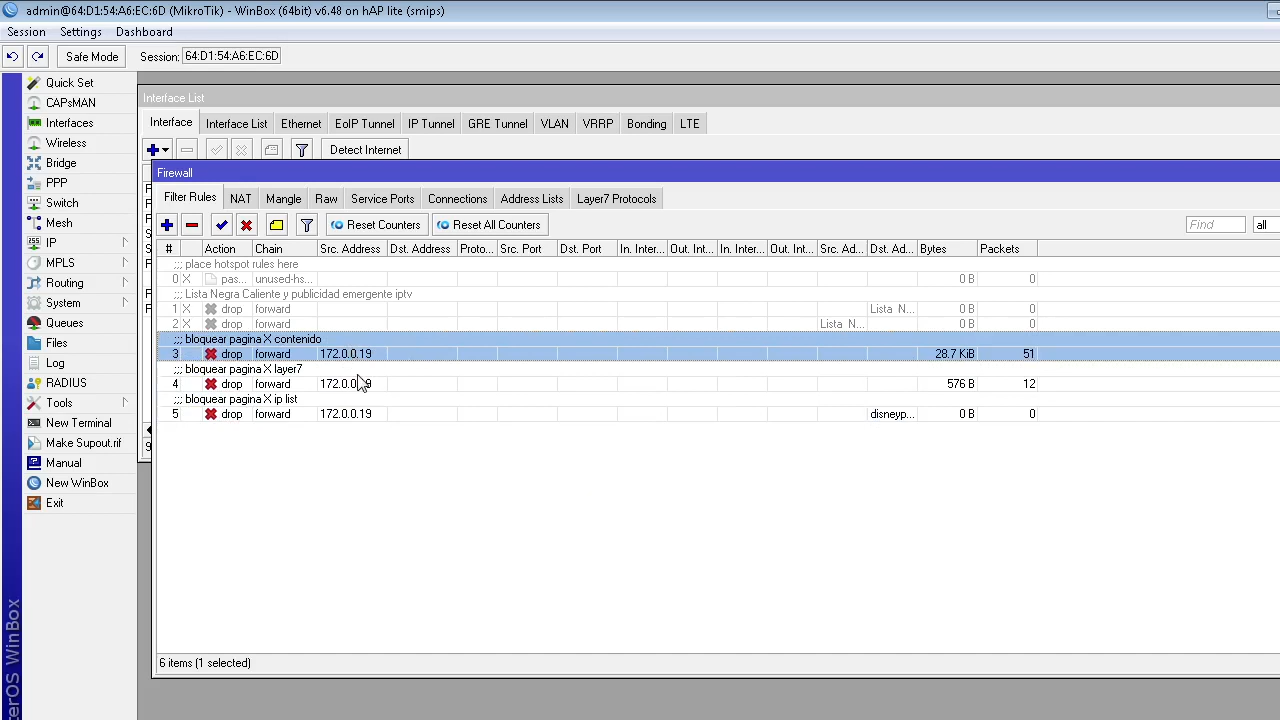 admin@64:D1:54:A6:EC:6D (MikroTik) - WinBox (64bit) v6.48 on hAP lite (smips)
Session Settings Dashboard
Safe Mode Session: 64:D1:54:A6:EC:6D
Quick Set
CAPsMAN
Interfaces
Wireless
Bridge
PPP
Switch
Mesh
IP
MPLS
Routing
System
Queues
Files
Log
RADIUS
Tools
New Terminal
Make Supout.rif
Manual
New WinBox
Exit
terOS WinBox
Interface List
Interface Interface List Ethernet EoIP Tunnel IP Tunnel GRE Tunnel VLAN VRRP Bonding LTE
Detect Internet
Firewall
Filter Rules NAT Mangle Raw Service Ports Connections Address Lists Layer7 Protocols
Reset Counters Reset All Counters Find all
# Action Chain Src. Address Dst. Address Proto... Src. Port Dst. Port In. Inter... Out. Int... In. Inter... Out. Int... Src. Ad... Dst. Ad... Bytes Packets
;;; place hotspot rules here
0 X pas... unused-hs... 0 B 0
;;; Lista Negra Caliente y publicidad emergente iptv
1 X drop forward Lista N... 0 B 0
2 X drop forward Lista N... 0 B 0
;;; bloquear pagina X contenido
3 drop forward 172.0.0.19 28.7 KiB 51
;;; bloquear pagina X layer7
4 drop forward 172.0.0.19 576 B 12
;;; bloquear pagina X ip list
5 drop forward 172.0.0.19 disneyp... 0 B 0
6 items (1 selected)